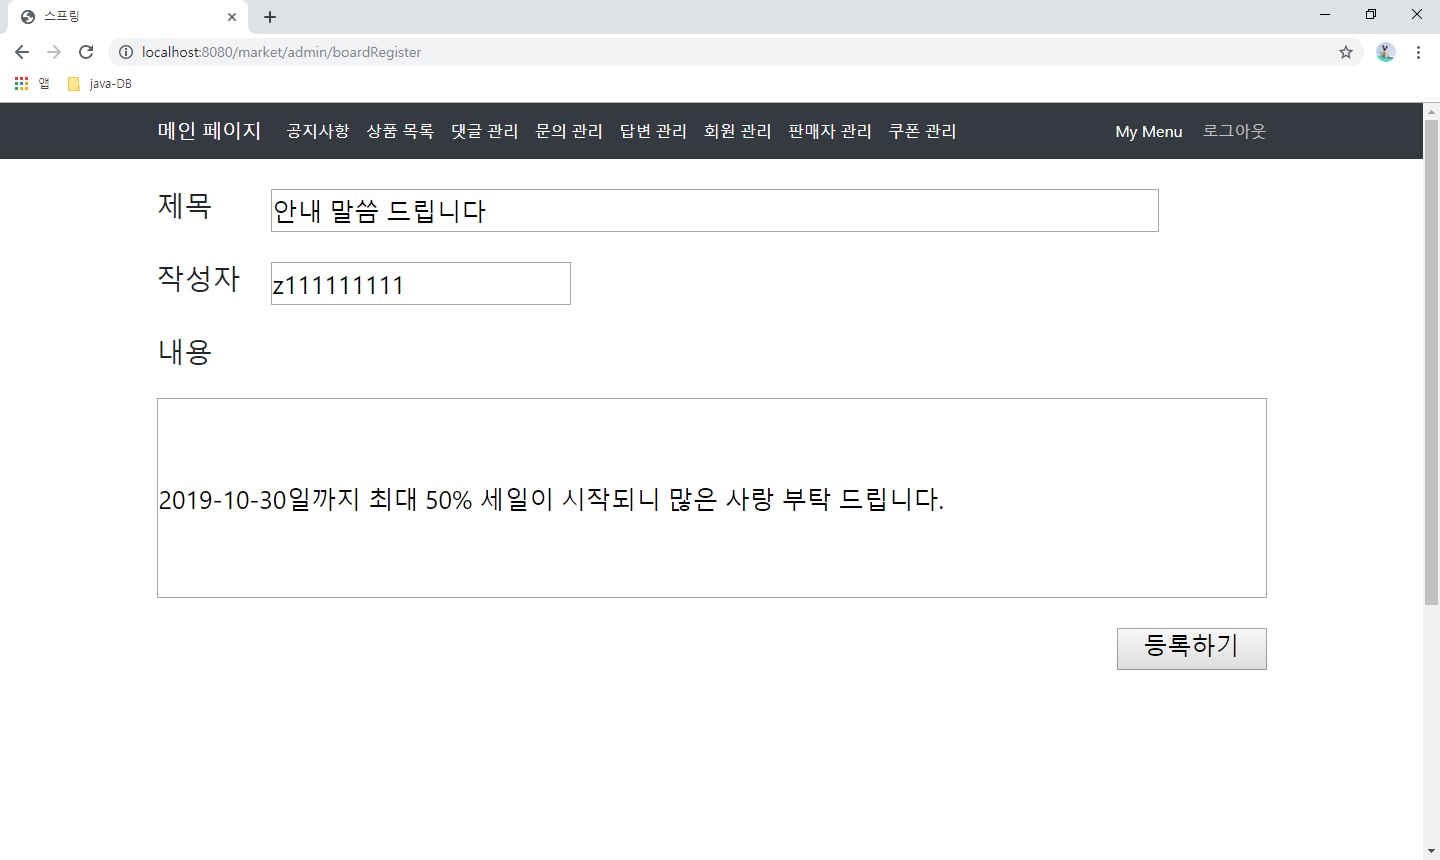 스프링
localhost:8080/market/admin/boardRegister
앱 java-DB
메인 페이지 공지사항 상품 목록 댓글 관리 문의 관리 답변 관리 회원 관리 판매자 관리 쿠폰 관리 My Menu 로그아웃
제목 안내 말씀 드립니다
작성자 z111111111
내용
2019-10-30일까지 최대 50% 세일이 시작되니 많은 사랑 부탁 드립니다.
등록하기